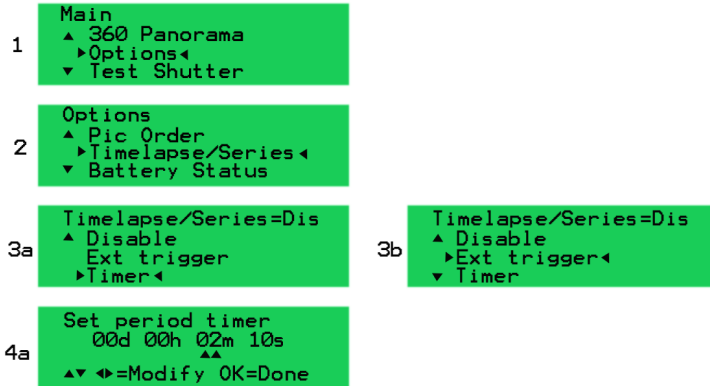 1
Main
▲ 360 Panorama
▶Options◀
▼ Test Shutter
2
Options
▲ Pic Order
▶Timelapse/Series◀
▼ Battery Status
3a
Timelapse/Series=Dis
▲ Disable
Ext trigger
▶Timer◀
3b
Timelapse/Series=Dis
▲ Disable
▶Ext trigger◀
▼ Timer
4a
Set period timer
00d 00h 02m 10s
▲▲
▲▼ ◀▶=Modify OK=Done